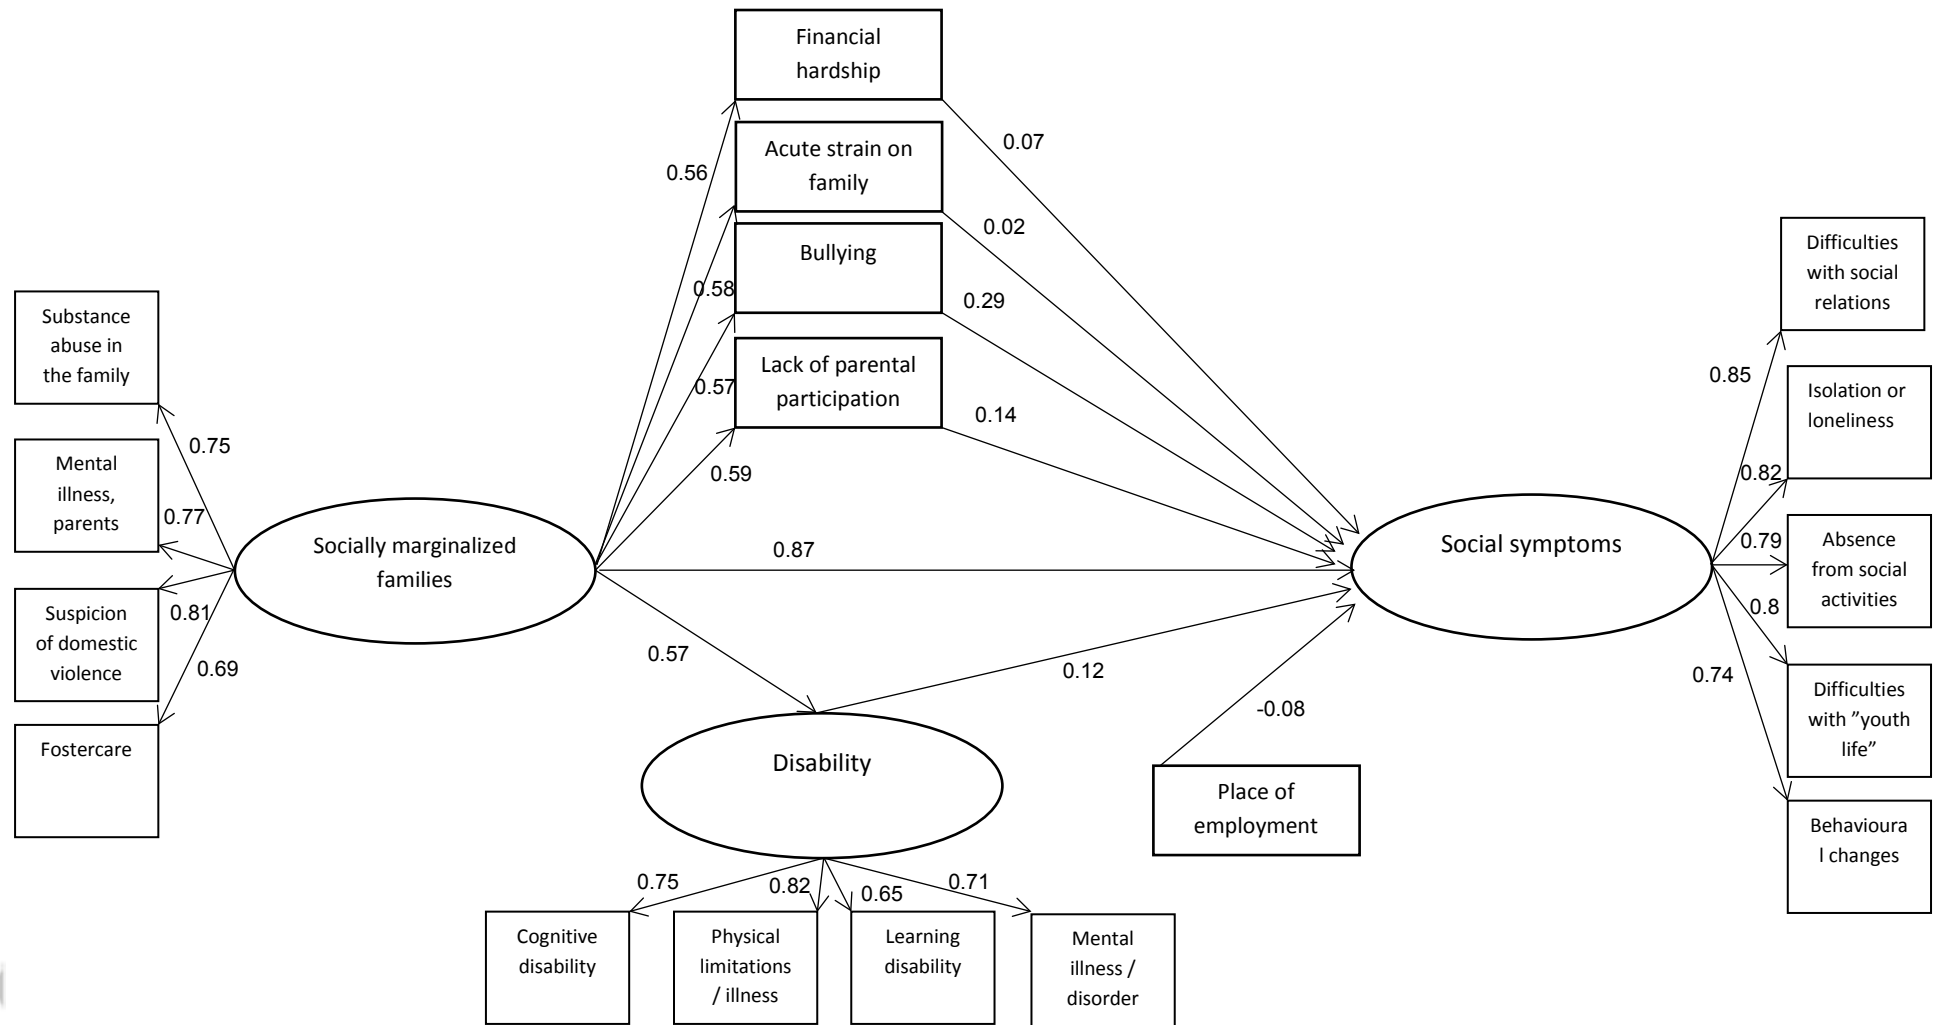 Financial
hardship
Acute strain on
family
Bullying
Lack of parental
participation
0.56
0.58
0.57
0.59
0.07
0.02
0.29
0.14
Substance
abuse in
the family
Mental
illness,
parents
Suspicion
of domestic
violence
Fostercare
0.75
0.77
0.81
0.69
Socially marginalized
families
0.87
0.57
0.12
-0.08
Social symptoms
Difficulties
with social
relations
Isolation or
loneliness
Absence
from social
activities
Difficulties
with ”youth
life”
Behavioura
l changes
0.85
0.82
0.79
0.8
0.74
Disability
Place of
employment
0.75
0.82
0.65
0.71
Cognitive
disability
Physical
limitations
/ illness
Learning
disability
Mental
illness /
disorder